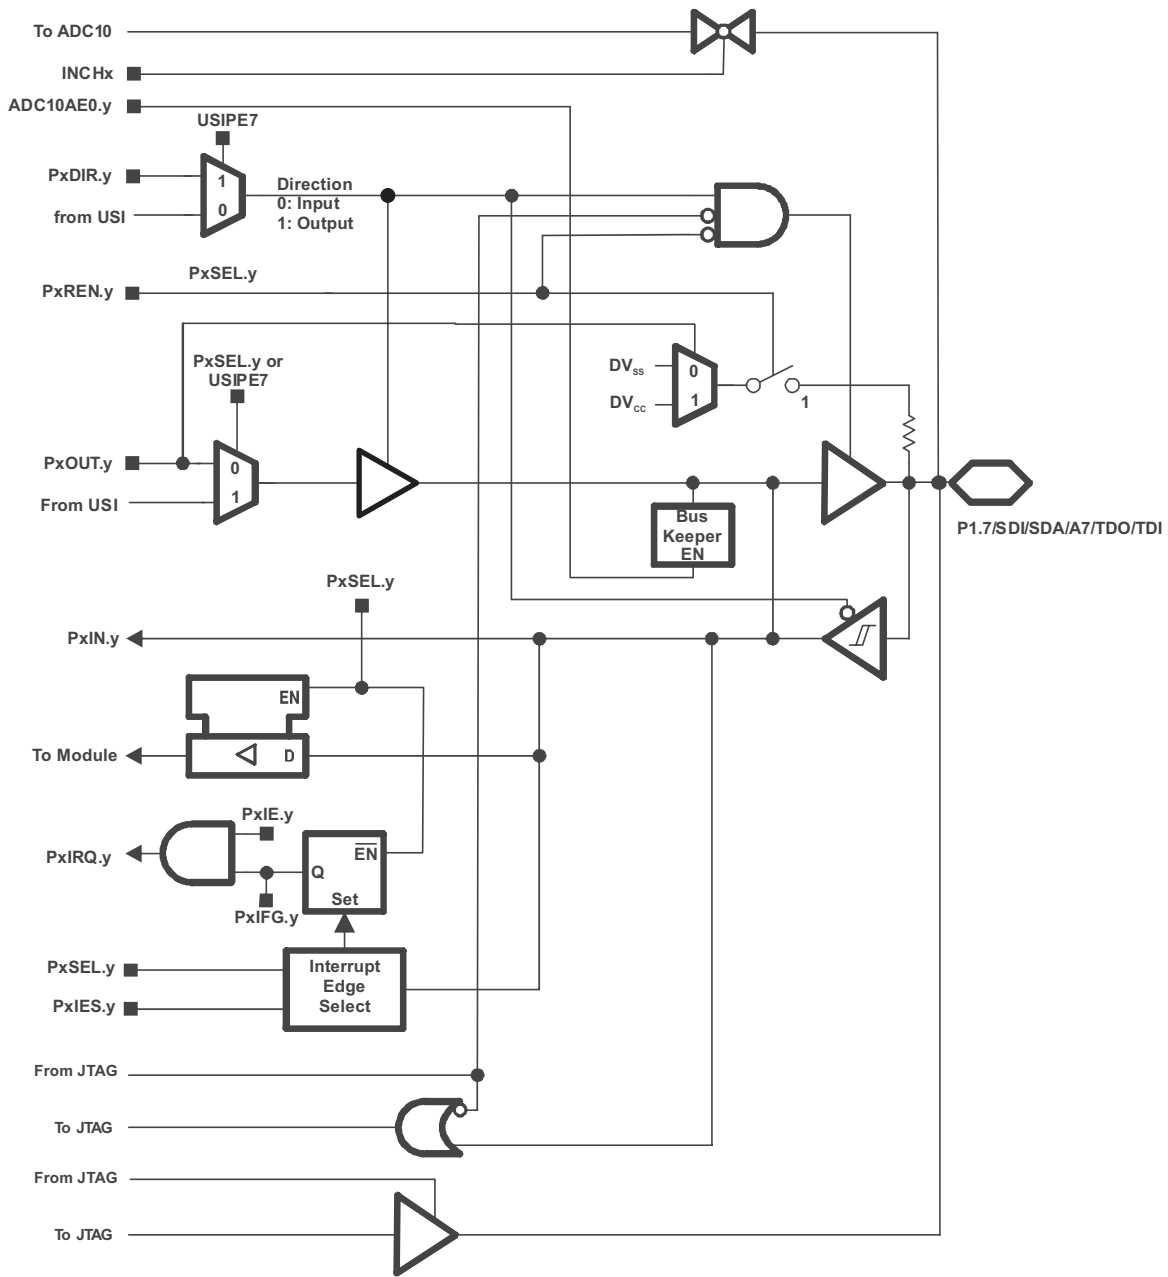 To ADC10
INCHx
ADC10AE0.y
USIPE7
PxDIR.y
1
from USI
0
Direction
0: Input
1: Output
PxSEL.y
PxREN.y
PxSEL.y or
USIPE7
DVSS
0
DVCC
1
1
PxOUT.y
0
From USI
1
Bus
Keeper
EN
P1.7/SDI/SDA/A7/TDO/TDI
PxSEL.y
PxIN.y
EN
To Module
D
PxIE.y
PxIRQ.y
EN
Q
Set
PxIFG.y
PxSEL.y
PxIES.y
Interrupt
Edge
Select
From JTAG
To JTAG
From JTAG
To JTAG